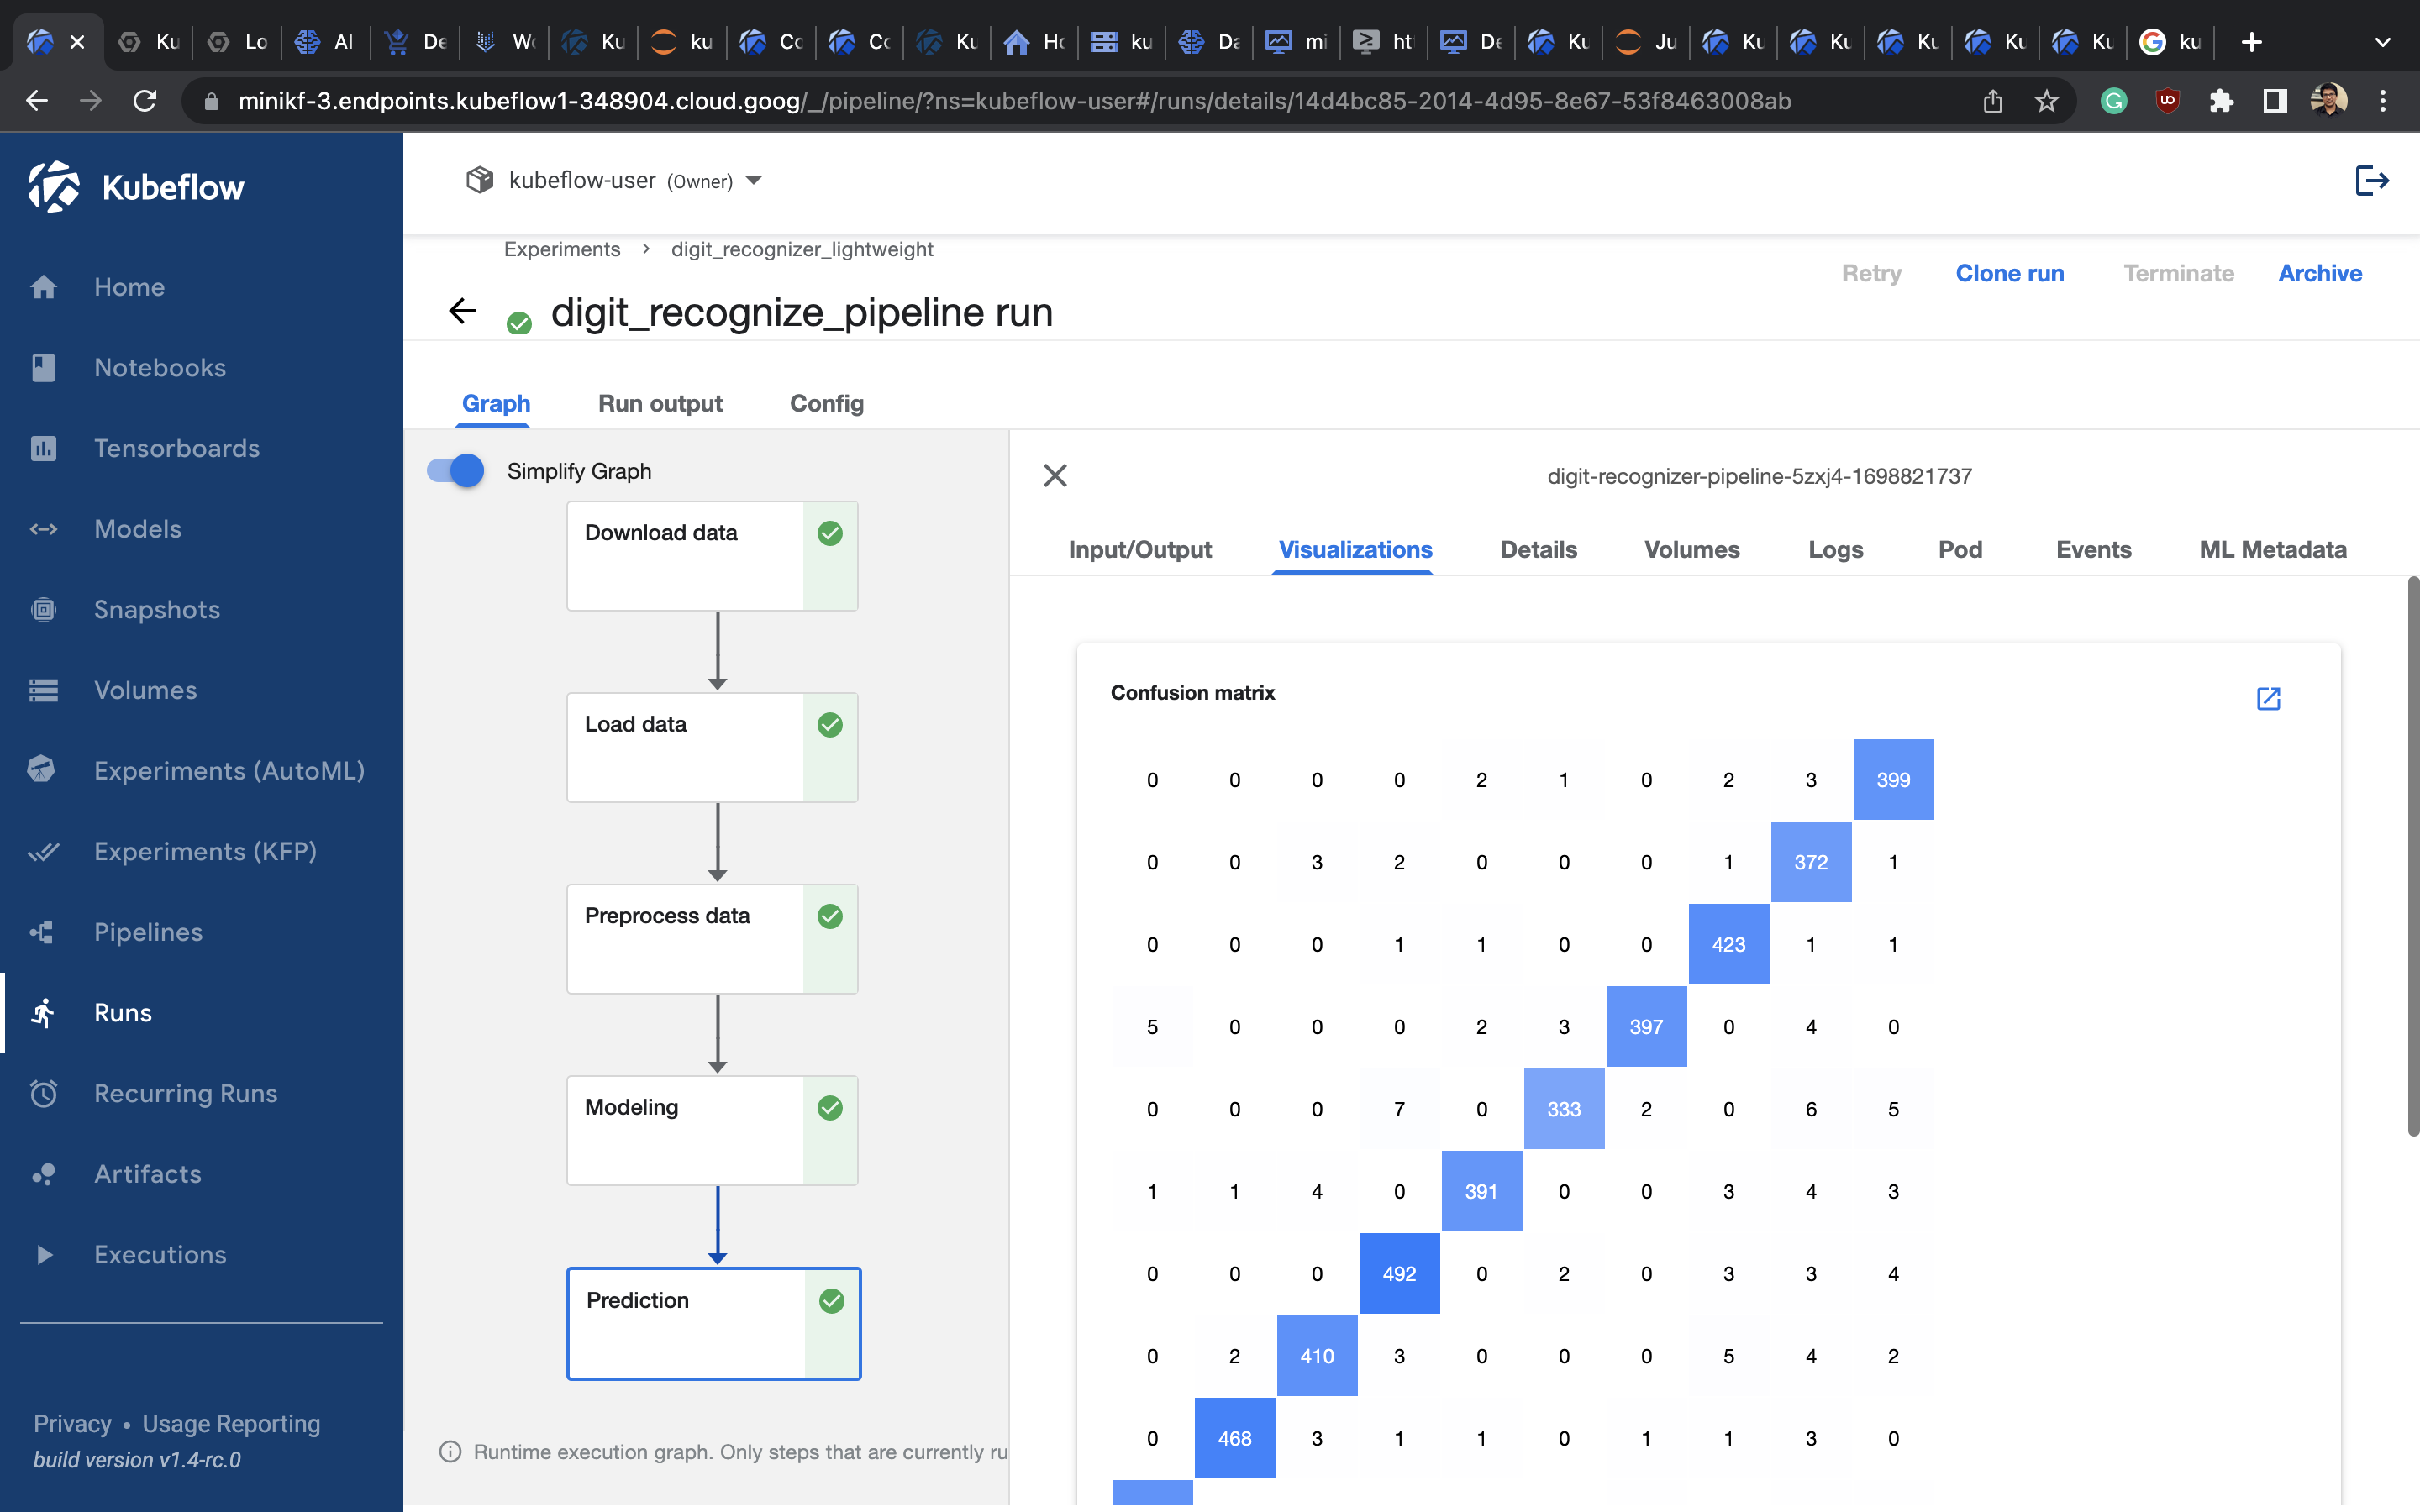 Ku Lo AI De Wo Ku ku Co Co Ku Ho ku Da mi ht De Ku Ju Ku Ku Ku Ku Ku ku
minikf-3.endpoints.kubeflow1-348904.cloud.goog/_/pipeline/?ns=kubeflow-user#/runs/details/14d4bc85-2014-4d95-8e67-53f8463008ab
Kubeflow
Home
Notebooks
Tensorboards
Models
Snapshots
Volumes
Experiments (AutoML)
Experiments (KFP)
Pipelines
Runs
Recurring Runs
Artifacts
Executions
Privacy • Usage Reporting
build version v1.4-rc.0
kubeflow-user (Owner)
Experiments > digit_recognizer_lightweight
Retry Clone run Terminate Archive
digit_recognize_pipeline run
Graph Run output Config
Simplify Graph
Download data
Load data
Preprocess data
Modeling
Prediction
Runtime execution graph. Only steps that are currently ru
digit-recognizer-pipeline-5zxj4-1698821737
Input/Output Visualizations Details Volumes Logs Pod Events ML Metadata
Confusion matrix
0 0 0 0 2 1 0 2 3 399
0 0 3 2 0 0 0 1 372 1
0 0 0 1 1 0 0 423 1 1
5 0 0 0 2 3 397 0 4 0
0 0 0 7 0 333 2 0 6 5
1 1 4 0 391 0 0 3 4 3
0 0 0 492 0 2 0 3 3 4
0 2 410 3 0 0 0 5 4 2
0 468 3 1 1 0 1 1 3 0